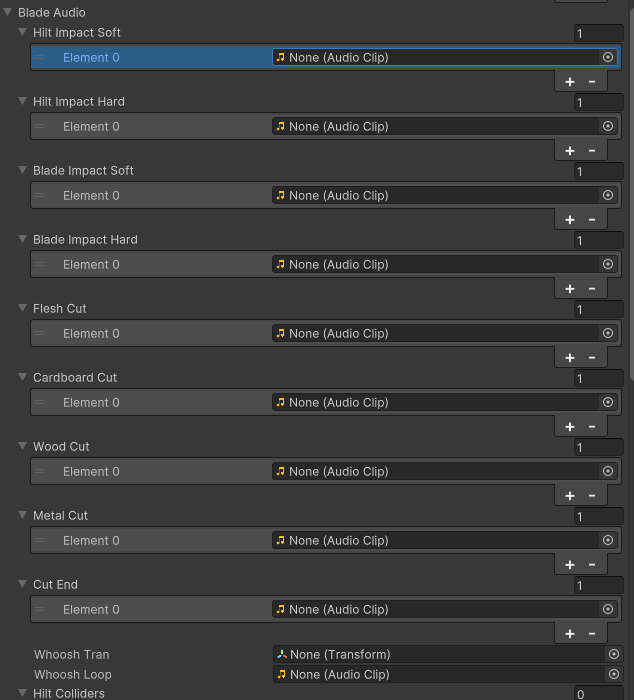 Blade Audio
Hilt Impact Soft 1
Element 0 None (Audio Clip)
+ -
Hilt Impact Hard 1
Element 0 None (Audio Clip)
+ -
Blade Impact Soft 1
Element 0 None (Audio Clip)
+ -
Blade Impact Hard 1
Element 0 None (Audio Clip)
+ -
Flesh Cut 1
Element 0 None (Audio Clip)
+ -
Cardboard Cut 1
Element 0 None (Audio Clip)
+ -
Wood Cut 1
Element 0 None (Audio Clip)
+ -
Metal Cut 1
Element 0 None (Audio Clip)
+ -
Cut End 1
Element 0 None (Audio Clip)
+ -
Whoosh Tran None (Transform)
Whoosh Loop None (Audio Clip)
Hilt Colliders 0